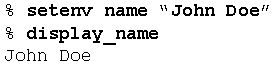 % setenv name “John Doe”
% display_name
John Doe